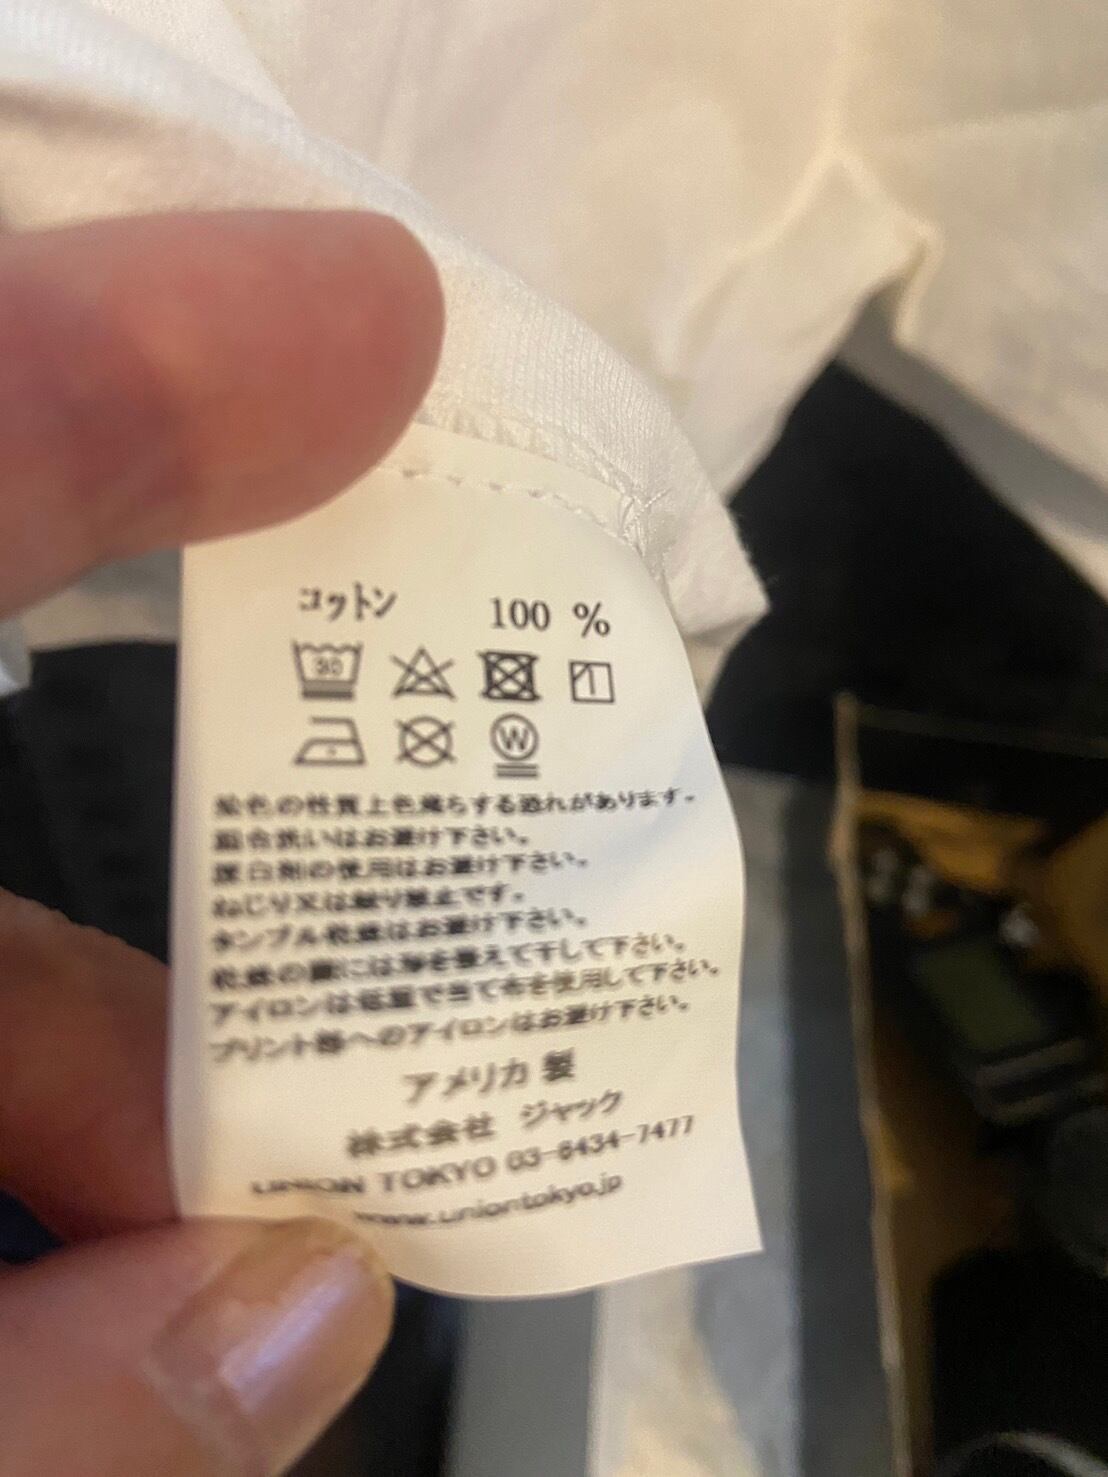 コットン 100 %
30
W
染色の性質上色落ちする恐れがあります。
混合洗いはお避け下さい。
漂白剤の使用はお避け下さい。
ねじり又は絞り禁止です。
タンブル乾燥はお避け下さい。
乾燥の際には形を整えて干して下さい。
アイロンは低温で当て布を使用して下さい。
プリント部へのアイロンはお避け下さい。
アメリカ 製
株式会社 ジャック
UNION TOKYO 03-6434-7477
www.uniontokyo.jp